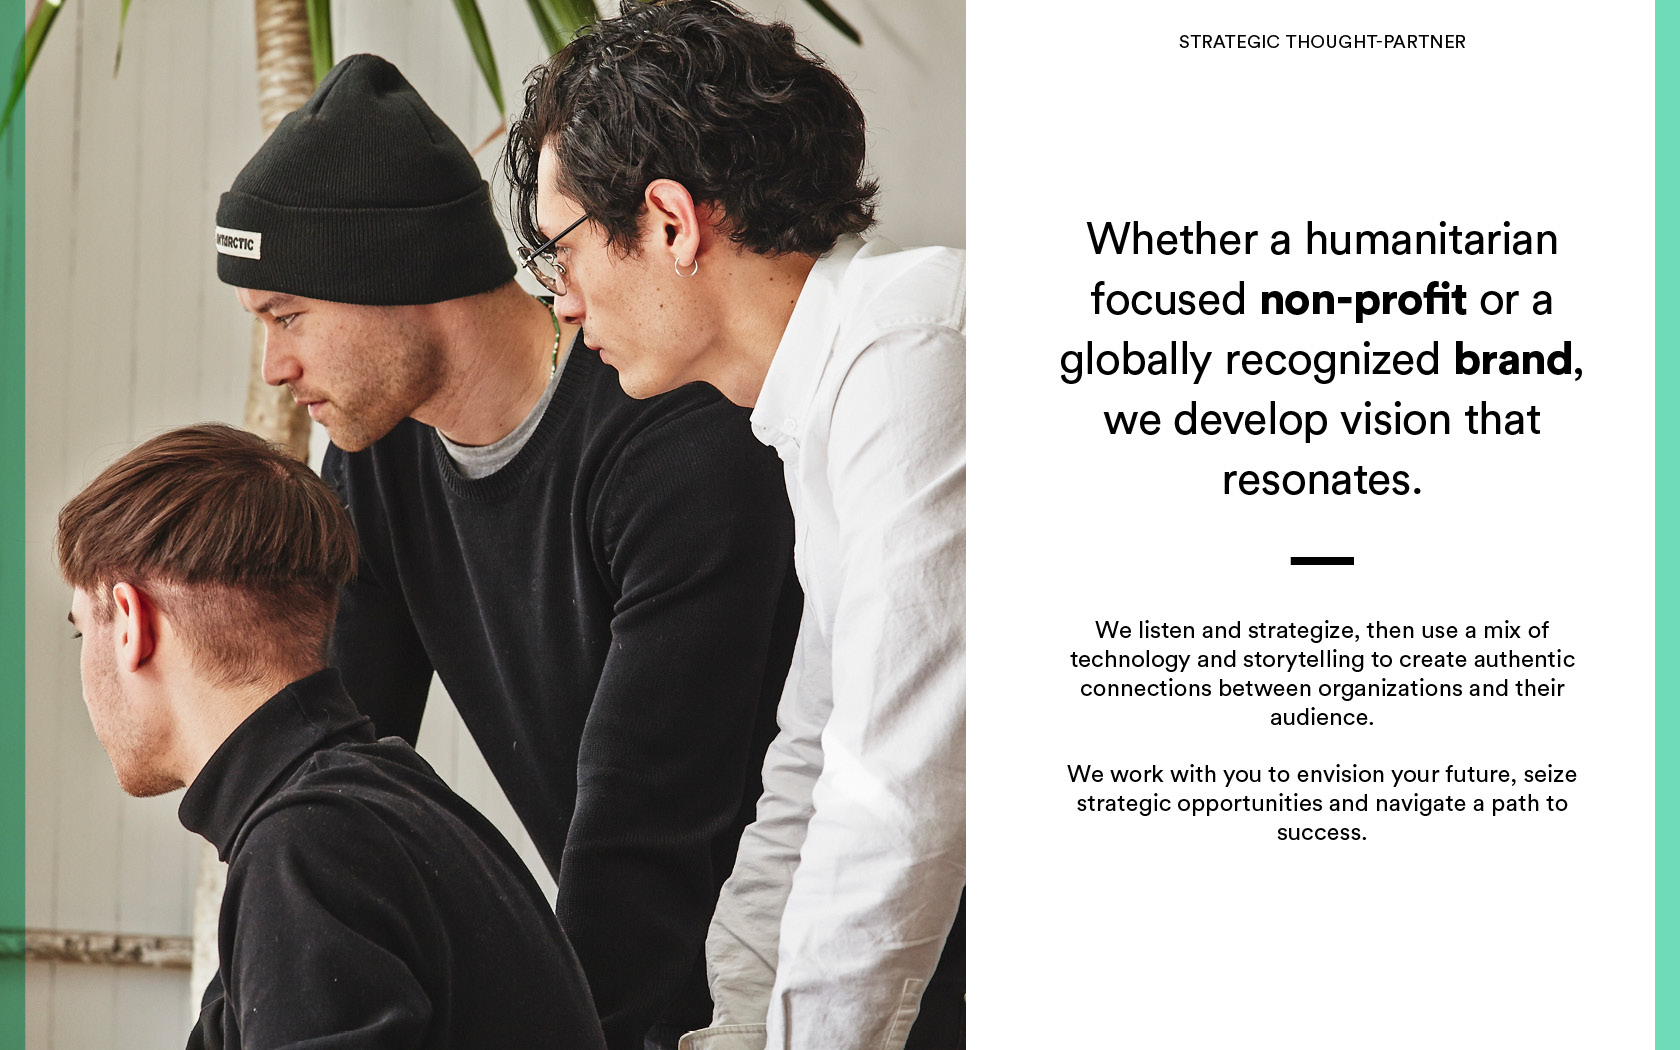 ANTARCTIC
STRATEGIC THOUGHT-PARTNER
Whether a humanitarian
focused non-profit or a
globally recognized brand,
we develop vision that
resonates.
We listen and strategize, then use a mix of
technology and storytelling to create authentic
connections between organizations and their
audience.
We work with you to envision your future, seize
strategic opportunities and navigate a path to
success.